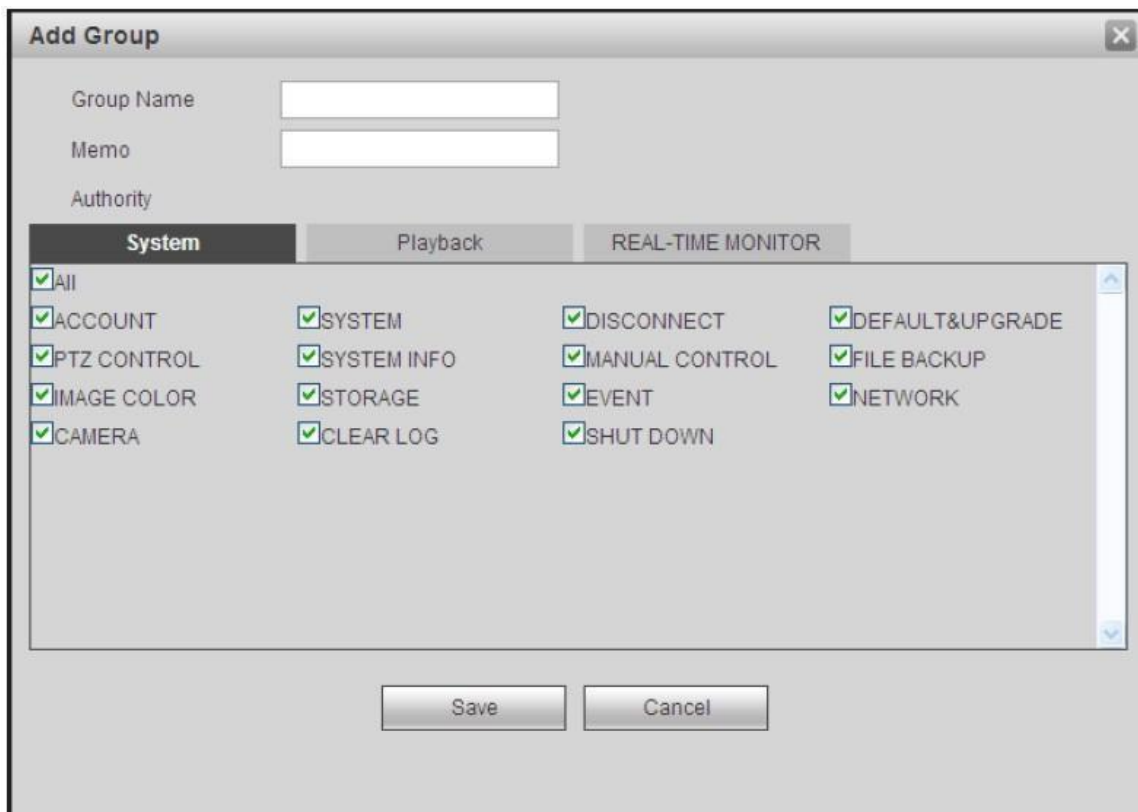 Add Group
Group Name
Memo
Authority
System Playback REAL-TIME MONITOR
All
ACCOUNT SYSTEM DISCONNECT DEFAULT&UPGRADE
PTZ CONTROL SYSTEM INFO MANUAL CONTROL FILE BACKUP
IMAGE COLOR STORAGE EVENT NETWORK
CAMERA CLEAR LOG SHUT DOWN
Save Cancel